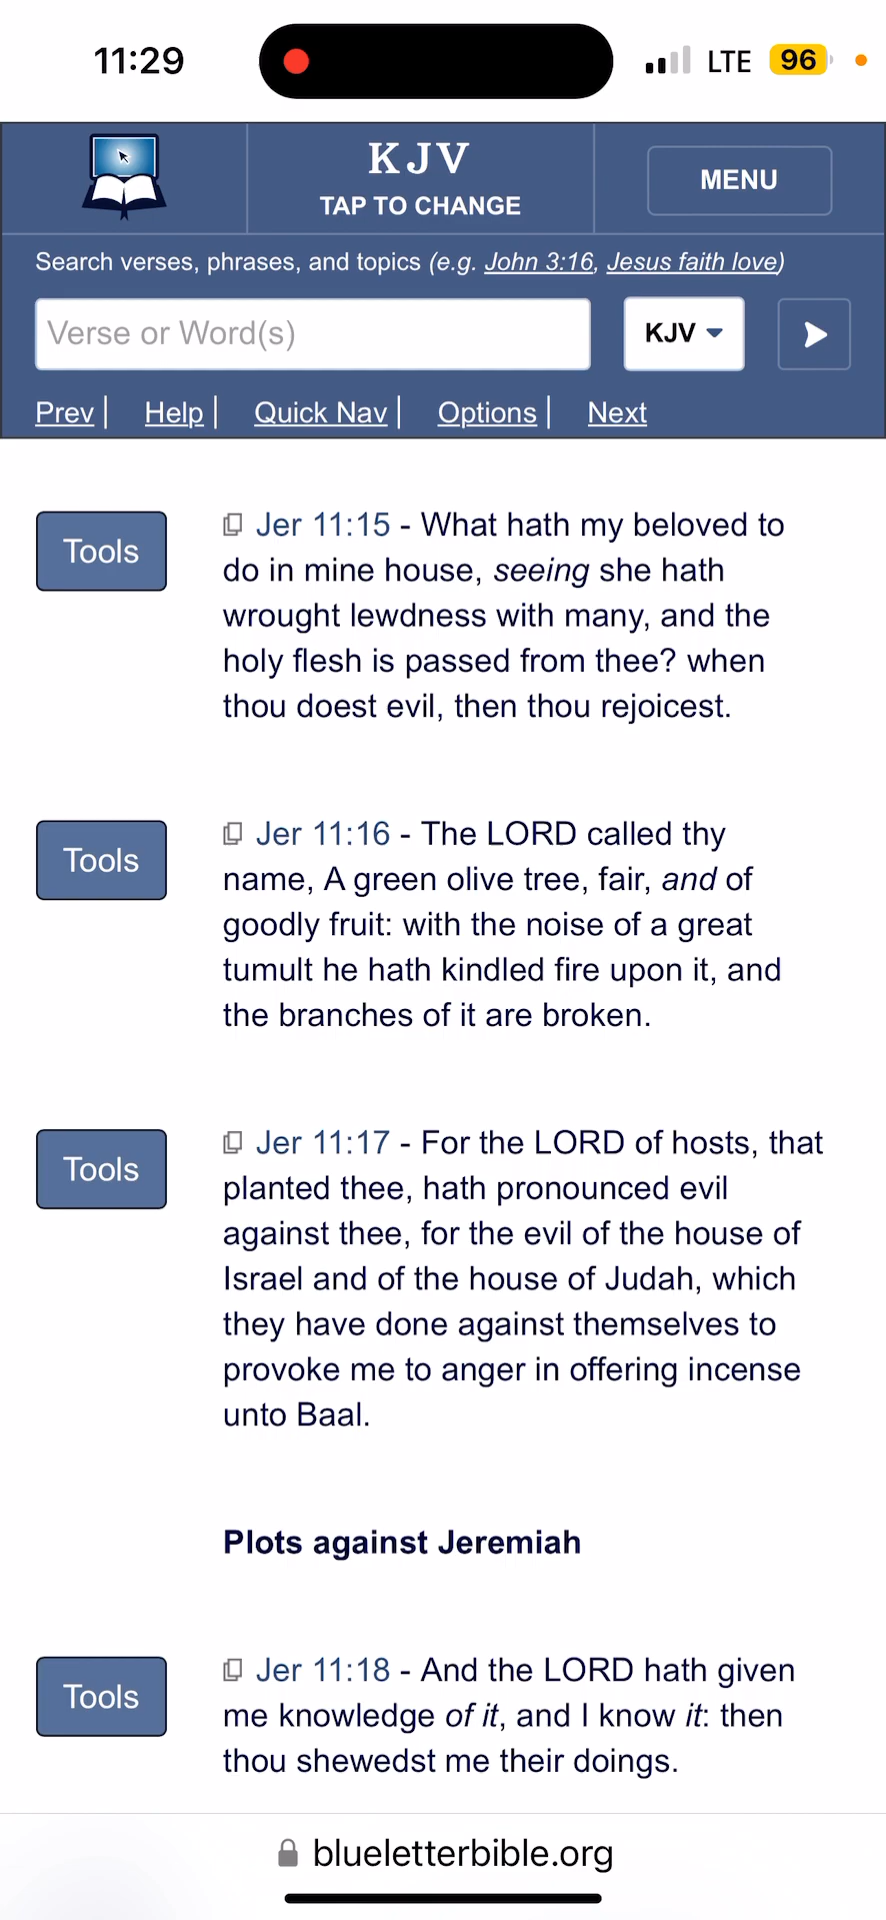 11:29
LTE 96
KJV
TAP TO CHANGE
MENU
Search verses, phrases, and topics (e.g. John 3:16, Jesus faith love)
Verse or Word(s)
KJV
Prev | Help | Quick Nav | Options | Next
Tools
Jer 11:15 - What hath my beloved to
do in mine house, seeing she hath
wrought lewdness with many, and the
holy flesh is passed from thee? when
thou doest evil, then thou rejoicest.
Tools
Jer 11:16 - The LORD called thy
name, A green olive tree, fair, and of
goodly fruit: with the noise of a great
tumult he hath kindled fire upon it, and
the branches of it are broken.
Tools
Jer 11:17 - For the LORD of hosts, that
planted thee, hath pronounced evil
against thee, for the evil of the house of
Israel and of the house of Judah, which
they have done against themselves to
provoke me to anger in offering incense
unto Baal.
Plots against Jeremiah
Tools
Jer 11:18 - And the LORD hath given
me knowledge of it, and I know it: then
thou shewedst me their doings.
blueletterbible.org